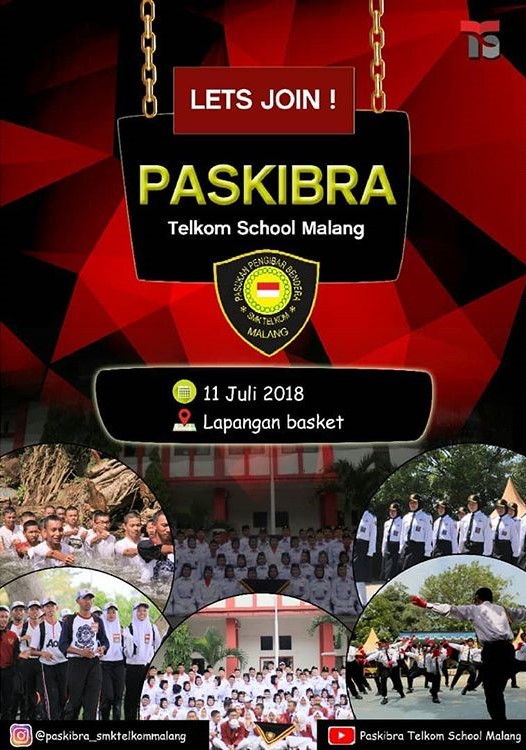 TS
LETS JOIN !
PASKIBRA
Telkom School Malang
PASUKAN PENGIBAR BENDERA
SMK TELKOM
MALANG
11 Juli 2018
Lapangan basket
@paskibra_smktelkommalang
Paskibra Telkom School Malang